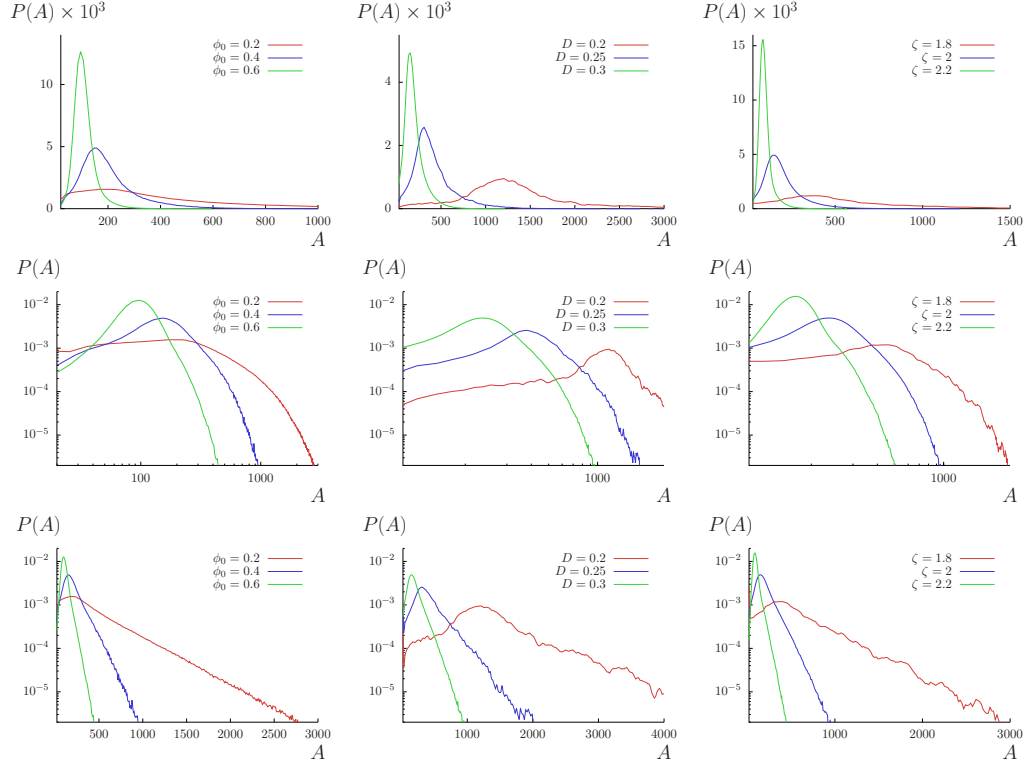 P(A) × 10³
ϕ₀ = 0.2
ϕ₀ = 0.4
ϕ₀ = 0.6
10
5
0
200 400 600 800 1000
A
P(A) × 10³
D = 0.2
D = 0.25
D = 0.3
4
2
0
500 1000 1500 2000 2500 3000
A
P(A) × 10³
ζ = 1.8
ζ = 2
ζ = 2.2
15
10
5
0
500 1000 1500
A
P(A)
ϕ₀ = 0.2
ϕ₀ = 0.4
ϕ₀ = 0.6
10⁻²
10⁻³
10⁻⁴
10⁻⁵
100 1000
A
P(A)
D = 0.2
D = 0.25
D = 0.3
10⁻²
10⁻³
10⁻⁴
10⁻⁵
1000
A
P(A)
ζ = 1.8
ζ = 2
ζ = 2.2
10⁻²
10⁻³
10⁻⁴
10⁻⁵
1000
A
P(A)
ϕ₀ = 0.2
ϕ₀ = 0.4
ϕ₀ = 0.6
10⁻²
10⁻³
10⁻⁴
10⁻⁵
500 1000 1500 2000 2500 3000
A
P(A)
D = 0.2
D = 0.25
D = 0.3
10⁻²
10⁻³
10⁻⁴
10⁻⁵
1000 2000 3000 4000
A
P(A)
ζ = 1.8
ζ = 2
ζ = 2.2
10⁻²
10⁻³
10⁻⁴
10⁻⁵
1000 2000 3000
A